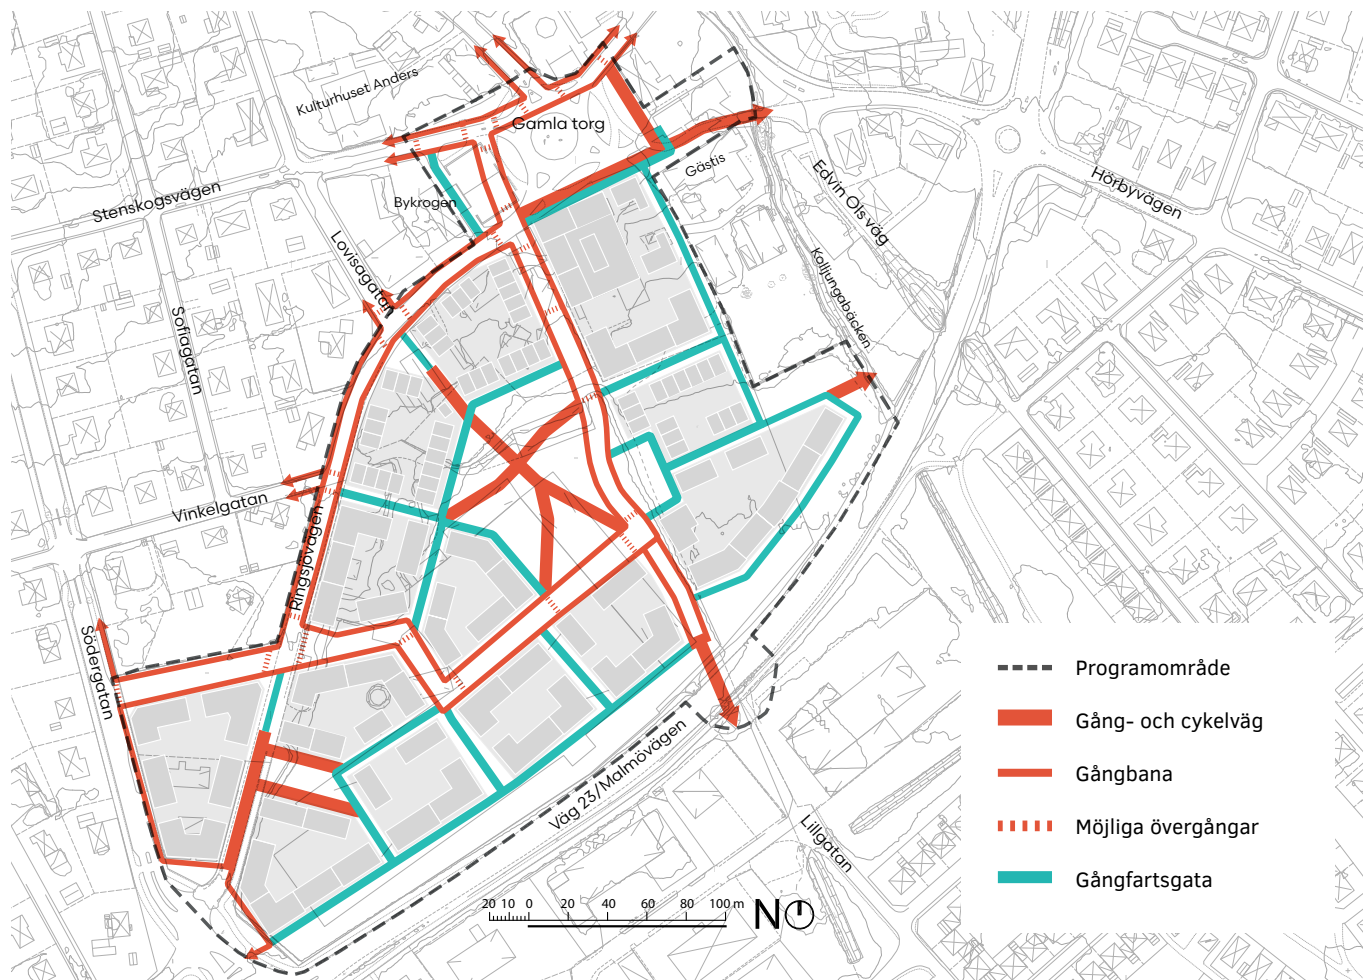 Kulturhuset Anders
Gamla torg
Gästis
Edvin Ols väg
Hörbyvägen
Stenskogsvägen
Bykrogen
Lovisagatan
Kolljungabäcken
Sofiagatan
Vinkelgatan
Ringsjövägen
Södergatan
Väg 23/Malmövägen
Lillgatan
Programområde
Gång- och cykelväg
Gångbana
Möjliga övergångar
Gångfartsgata
20 10 0 20 40 60 80 100 m
N